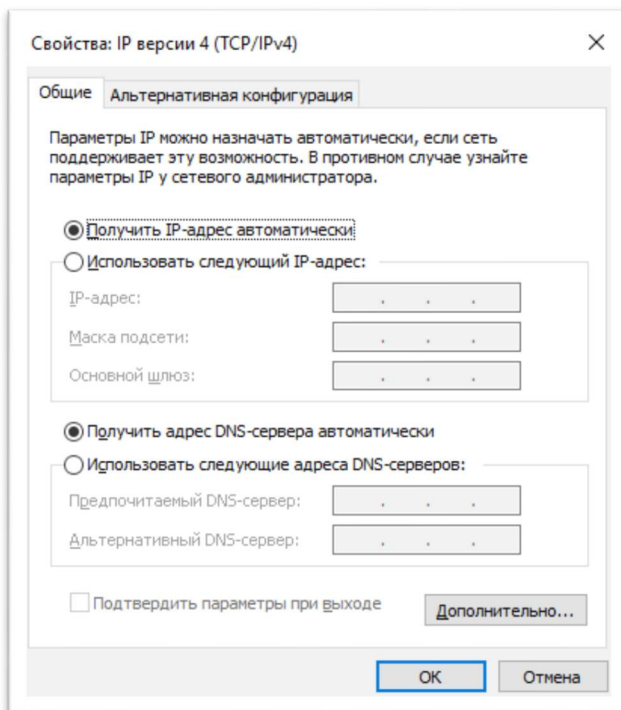 Свойства: IP версии 4 (TCP/IPv4)
Общие
Альтернативная конфигурация
Параметры IP можно назначать автоматически, если сеть
поддерживает эту возможность. В противном случае узнайте
параметры IP у сетевого администратора.
Получить IP-адрес автоматически
Использовать следующий IP-адрес:
IP-адрес:
Маска подсети:
Основной шлюз:
Получить адрес DNS-сервера автоматически
Использовать следующие адреса DNS-серверов:
Предпочитаемый DNS-сервер:
Альтернативный DNS-сервер:
Подтвердить параметры при выходе
Дополнительно...
ОК
Отмена